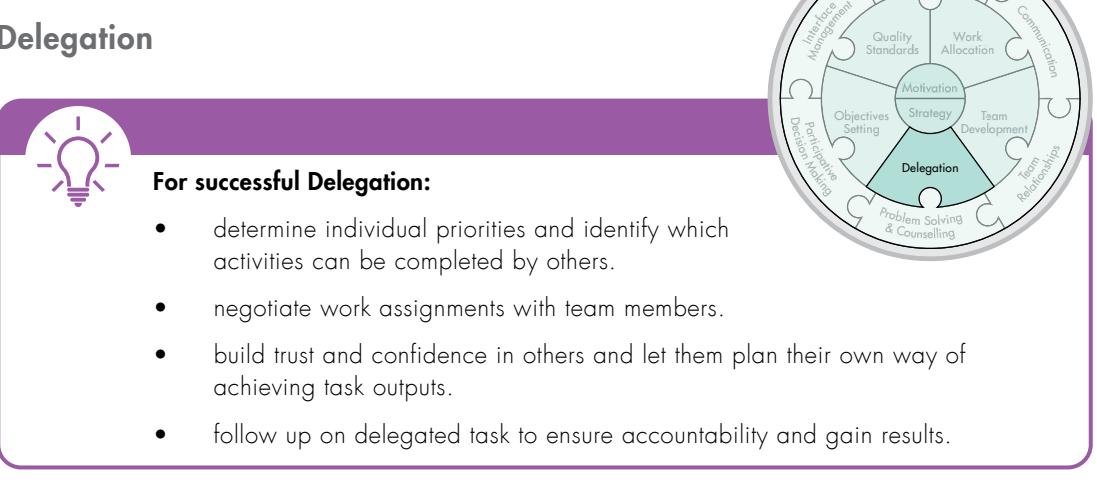 Delegation
Interface
Management
Communication
Quality
Standards
Work
Allocation
Motivation
Strategy
Objectives
Setting
Team
Development
Participative
Decision Making
Delegation
Team
Relationships
Problem Solving
& Counselling
For successful Delegation:
• determine individual priorities and identify which
activities can be completed by others.
• negotiate work assignments with team members.
• build trust and confidence in others and let them plan their own way of
achieving task outputs.
• follow up on delegated task to ensure accountability and gain results.